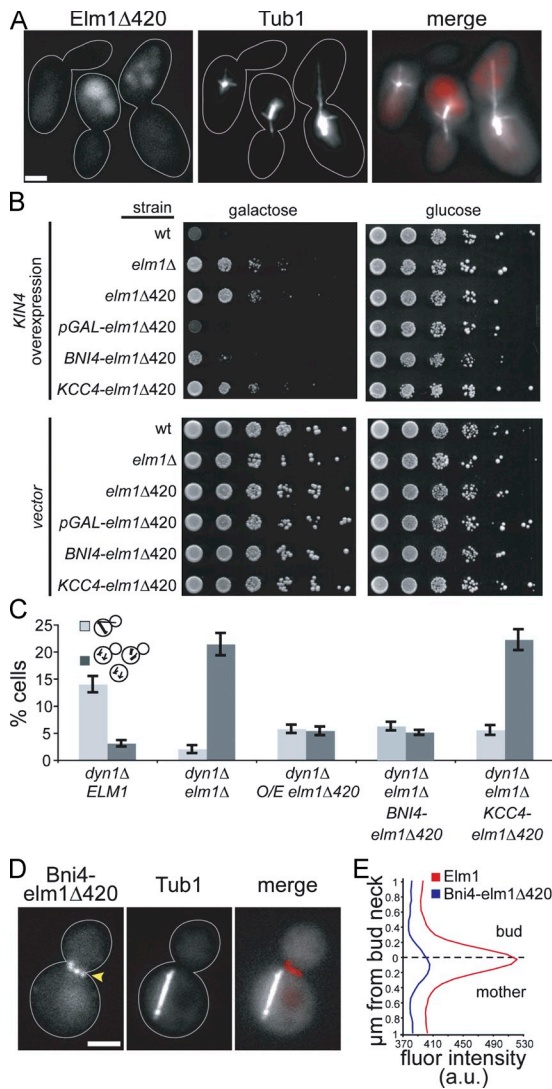 A
Elm1Δ420
Tub1
merge
B
strain
galactose
glucose
KIN4
overexpression
wt
elm1Δ
elm1Δ420
pGAL-elm1Δ420
BNI4-elm1Δ420
KCC4-elm1Δ420
vector
wt
elm1Δ
elm1Δ420
pGAL-elm1Δ420
BNI4-elm1Δ420
KCC4-elm1Δ420
C
% cells
25
20
15
10
5
0
dyn1Δ
ELM1
dyn1Δ
elm1Δ
dyn1Δ
O/E elm1Δ420
dyn1Δ
elm1Δ
BNI4-
elm1Δ420
dyn1Δ
elm1Δ
KCC4-
elm1Δ420
D
Bni4-
elm1Δ420
Tub1
merge
E
Elm1
Bni4-elm1Δ420
µm from bud neck
1
0.8
0.6
0.4
0.2
0
0.2
0.4
0.6
0.8
1
bud
mother
370
410
450
490
530
fluor intensity
(a.u.)